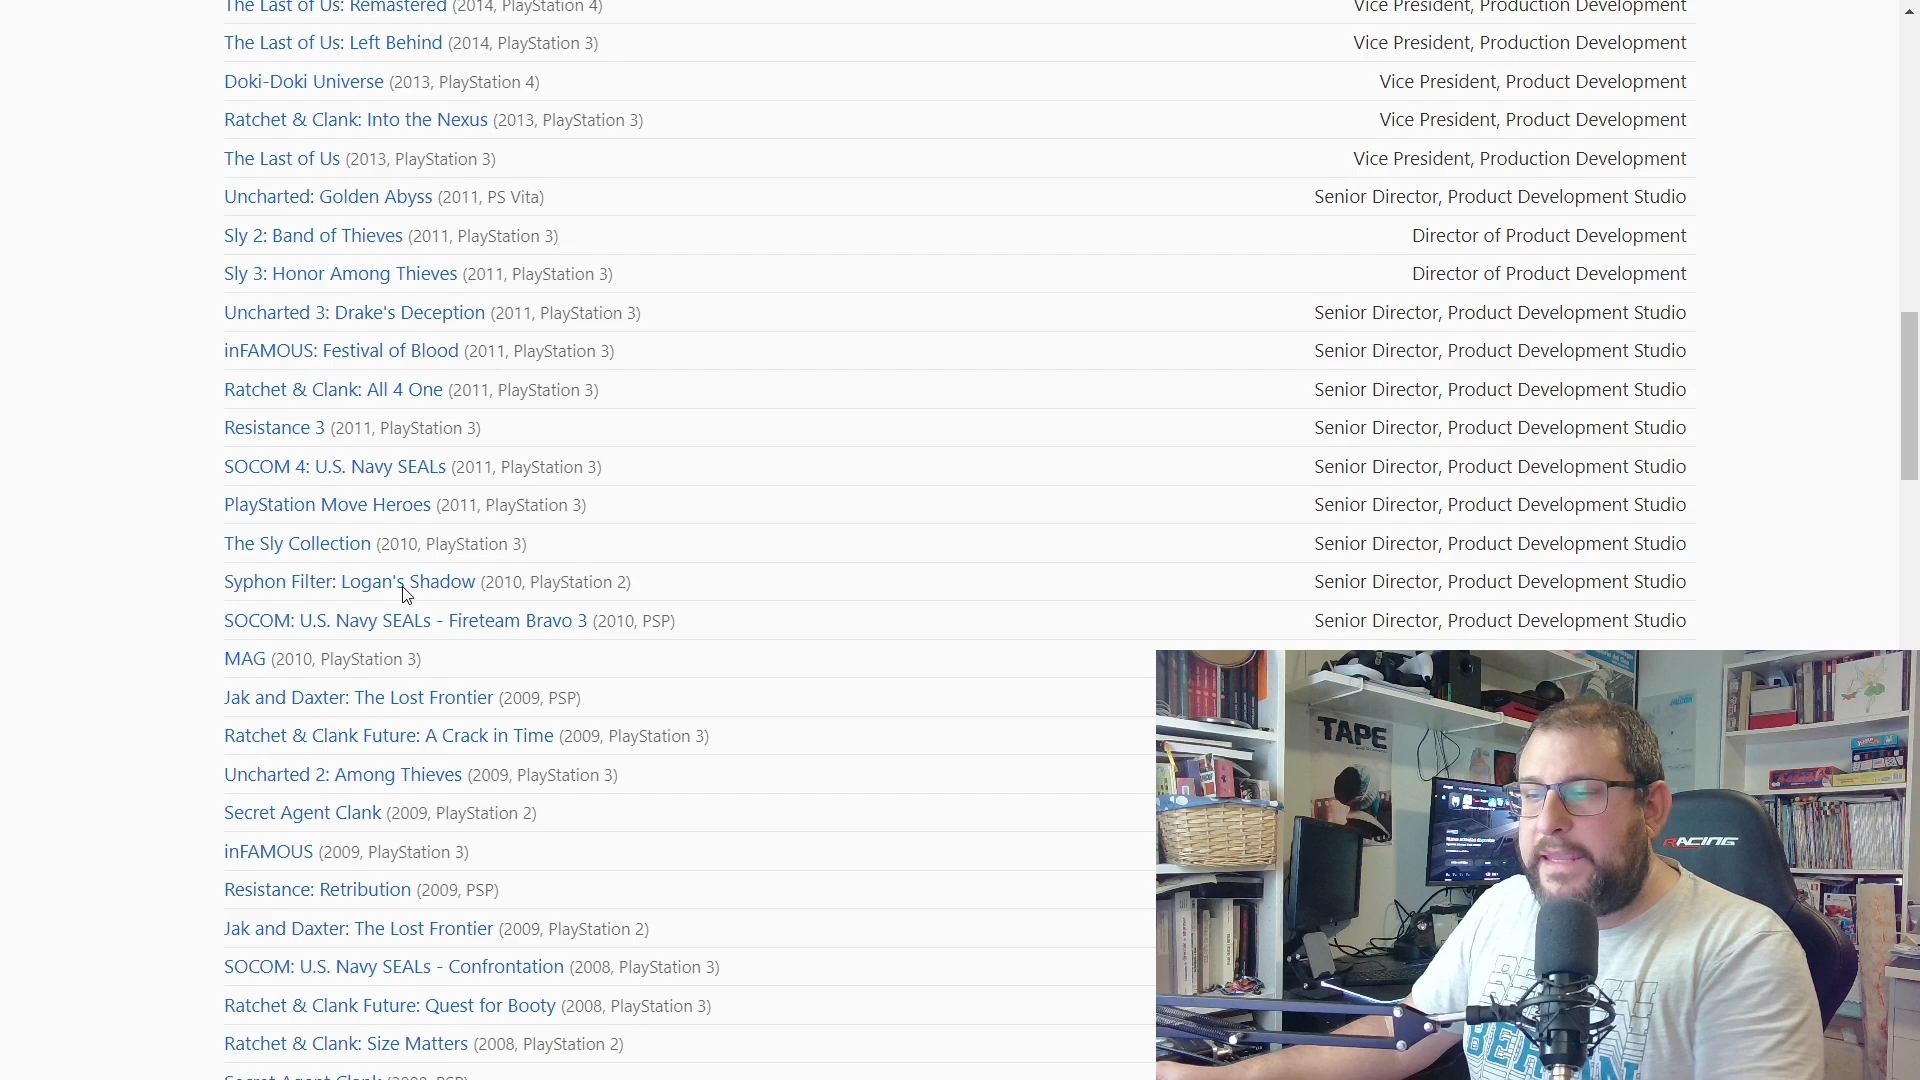 The Last of Us: Remastered (2014, PlayStation 4) Vice President, Production Development
The Last of Us: Left Behind (2014, PlayStation 3) Vice President, Production Development
Doki-Doki Universe (2013, PlayStation 4) Vice President, Product Development
Ratchet & Clank: Into the Nexus (2013, PlayStation 3) Vice President, Product Development
The Last of Us (2013, PlayStation 3) Vice President, Production Development
Uncharted: Golden Abyss (2011, PS Vita) Senior Director, Product Development Studio
Sly 2: Band of Thieves (2011, PlayStation 3) Director of Product Development
Sly 3: Honor Among Thieves (2011, PlayStation 3) Director of Product Development
Uncharted 3: Drake's Deception (2011, PlayStation 3) Senior Director, Product Development Studio
inFAMOUS: Festival of Blood (2011, PlayStation 3) Senior Director, Product Development Studio
Ratchet & Clank: All 4 One (2011, PlayStation 3) Senior Director, Product Development Studio
Resistance 3 (2011, PlayStation 3) Senior Director, Product Development Studio
SOCOM 4: U.S. Navy SEALs (2011, PlayStation 3) Senior Director, Product Development Studio
PlayStation Move Heroes (2011, PlayStation 3) Senior Director, Product Development Studio
The Sly Collection (2010, PlayStation 3) Senior Director, Product Development Studio
Syphon Filter: Logan's Shadow (2010, PlayStation 2) Senior Director, Product Development Studio
SOCOM: U.S. Navy SEALs - Fireteam Bravo 3 (2010, PSP) Senior Director, Product Development Studio
MAG (2010, PlayStation 3)
Jak and Daxter: The Lost Frontier (2009, PSP)
Ratchet & Clank Future: A Crack in Time (2009, PlayStation 3)
Uncharted 2: Among Thieves (2009, PlayStation 3)
Secret Agent Clank (2009, PlayStation 2)
inFAMOUS (2009, PlayStation 3)
Resistance: Retribution (2009, PSP)
Jak and Daxter: The Lost Frontier (2009, PlayStation 2)
SOCOM: U.S. Navy SEALs - Confrontation (2008, PlayStation 3)
Ratchet & Clank Future: Quest for Booty (2008, PlayStation 3)
Ratchet & Clank: Size Matters (2008, PlayStation 2)
Secret Agent Clank (2008, PSP)
TAPE
RACING